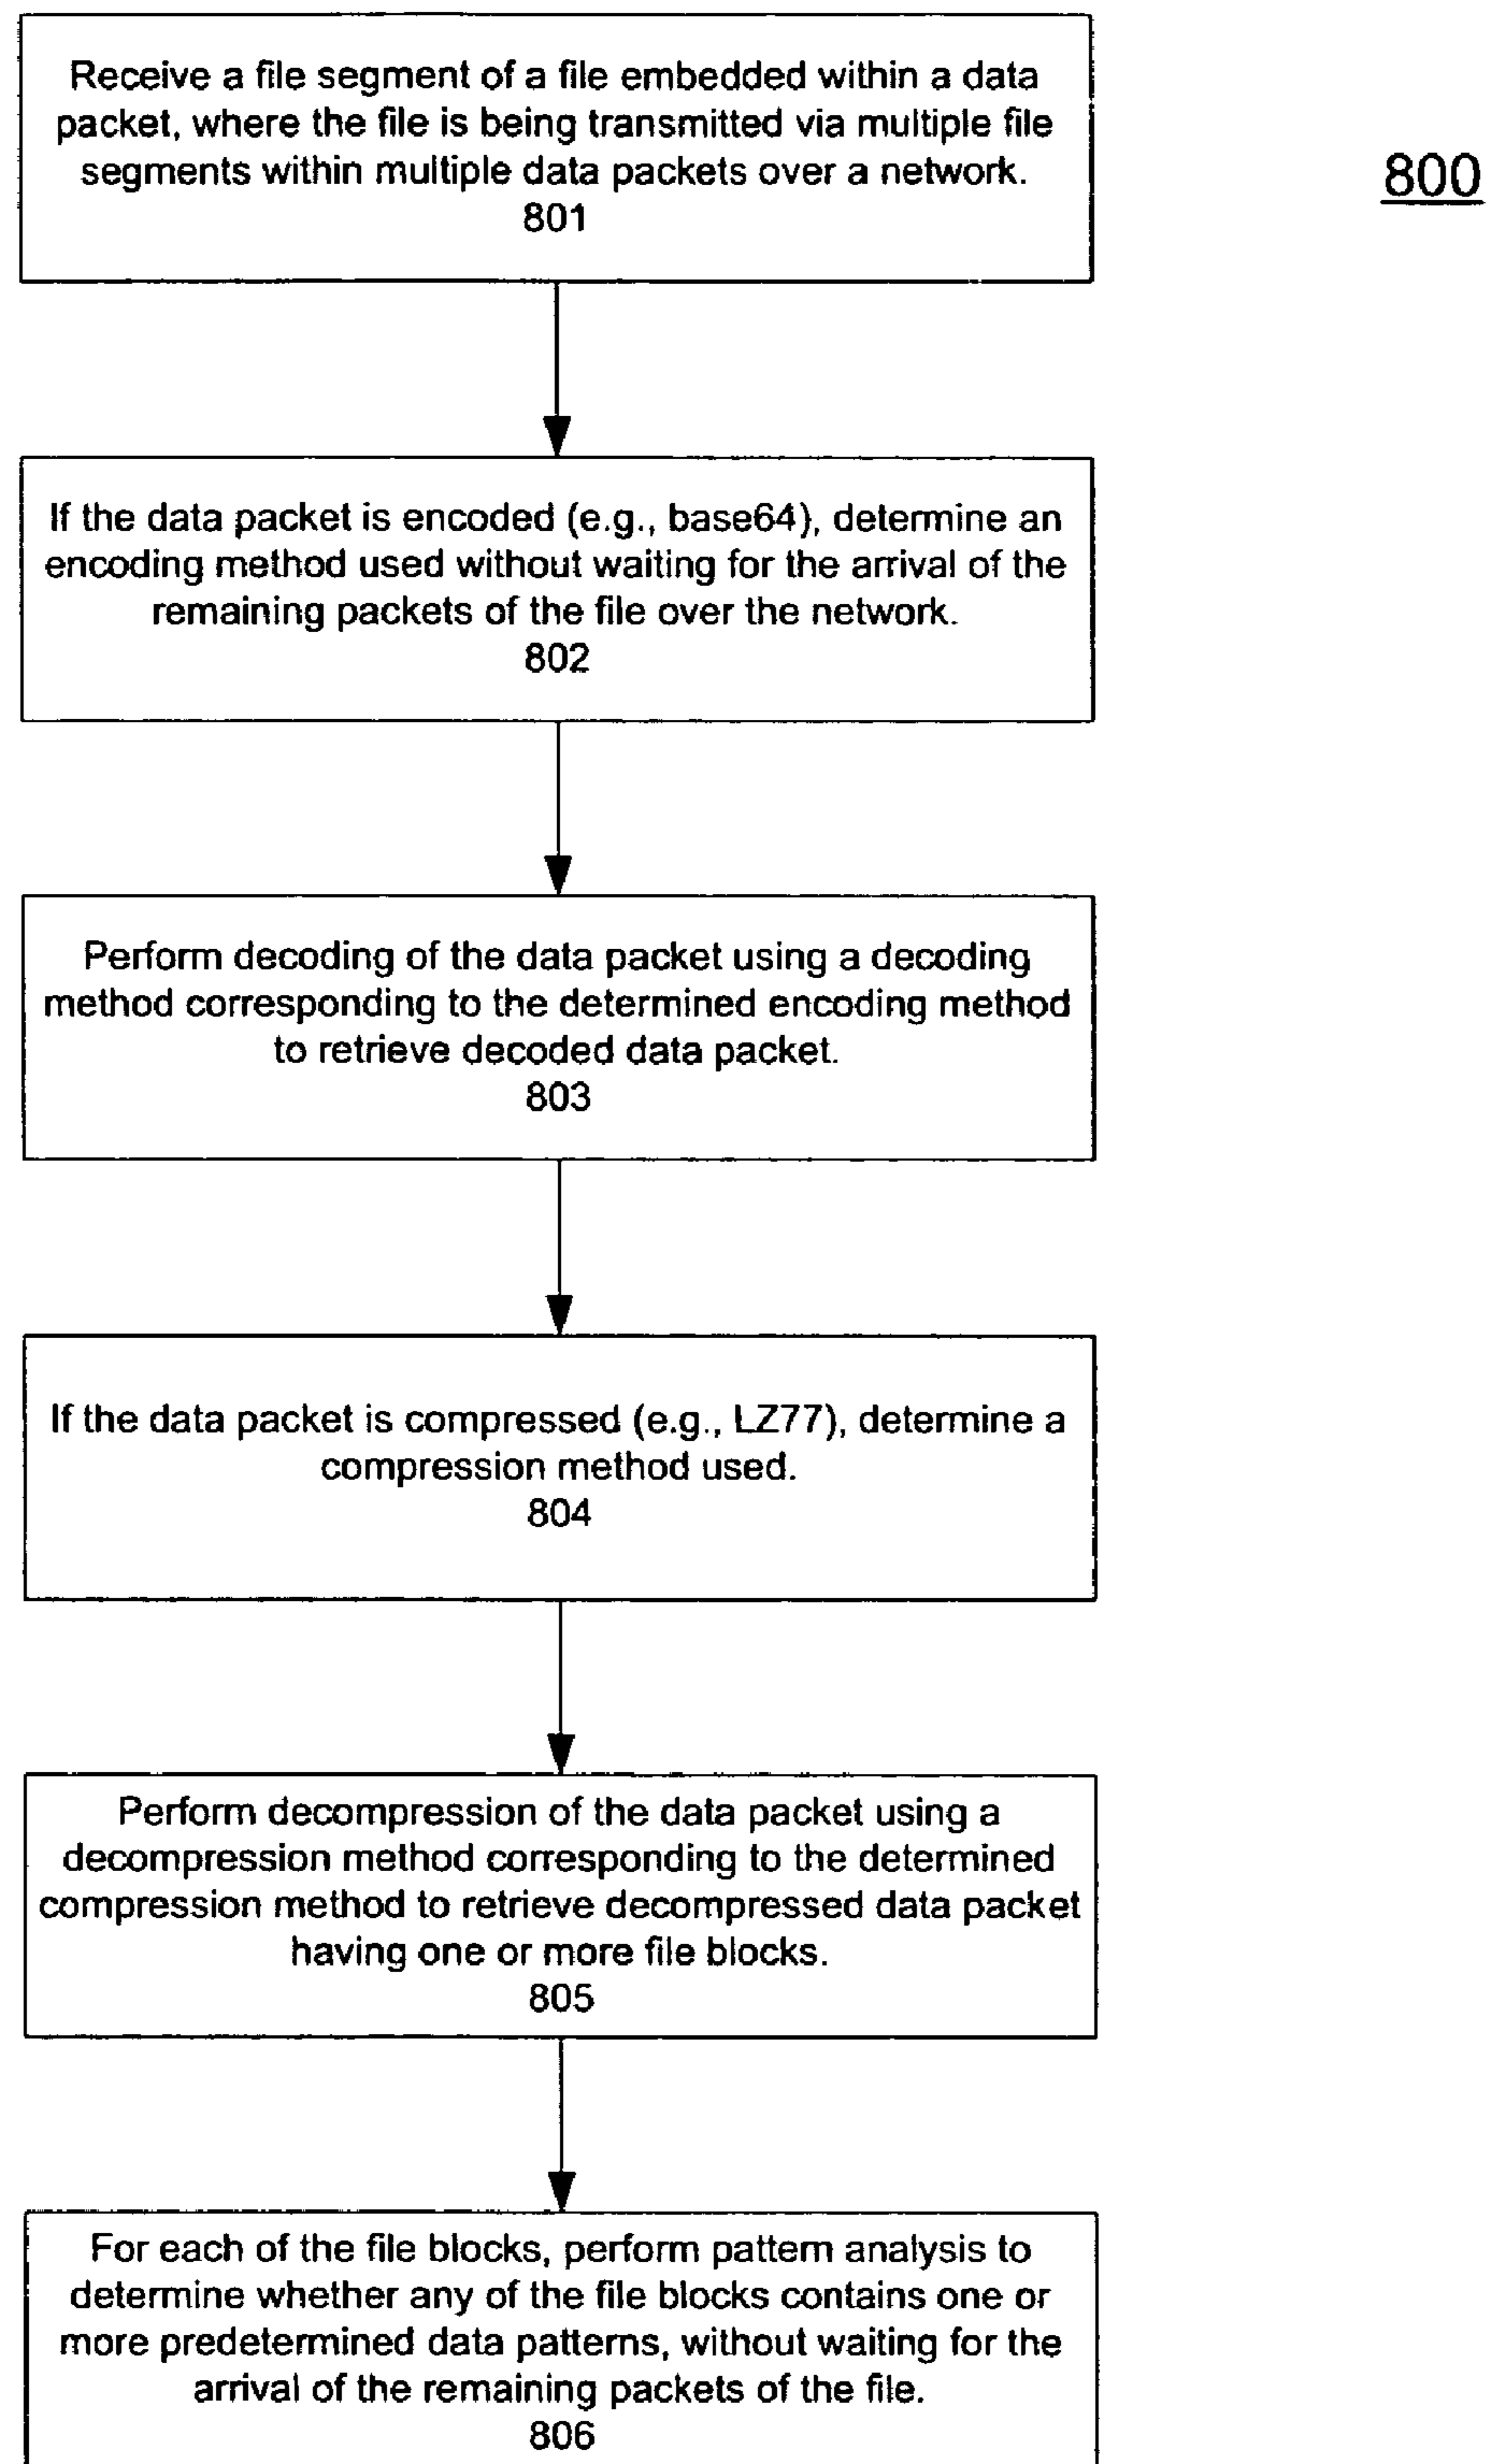 Receive a file segment of a file embedded within a data
packet, where the file is being transmitted via multiple file
segments within multiple data packets over a network.
801
800
If the data packet is encoded (e.g., base64), determine an
encoding method used without waiting for the arrival of the
remaining packets of the file over the network.
802
Perform decoding of the data packet using a decoding
method corresponding to the determined encoding method
to retrieve decoded data packet.
803
If the data packet is compressed (e.g., LZ77), determine a
compression method used.
804
Perform decompression of the data packet using a
decompression method corresponding to the determined
compression method to retrieve decompressed data packet
having one or more file blocks.
805
For each of the file blocks, perform pattern analysis to
determine whether any of the file blocks contains one or
more predetermined data patterns, without waiting for the
arrival of the remaining packets of the file.
806